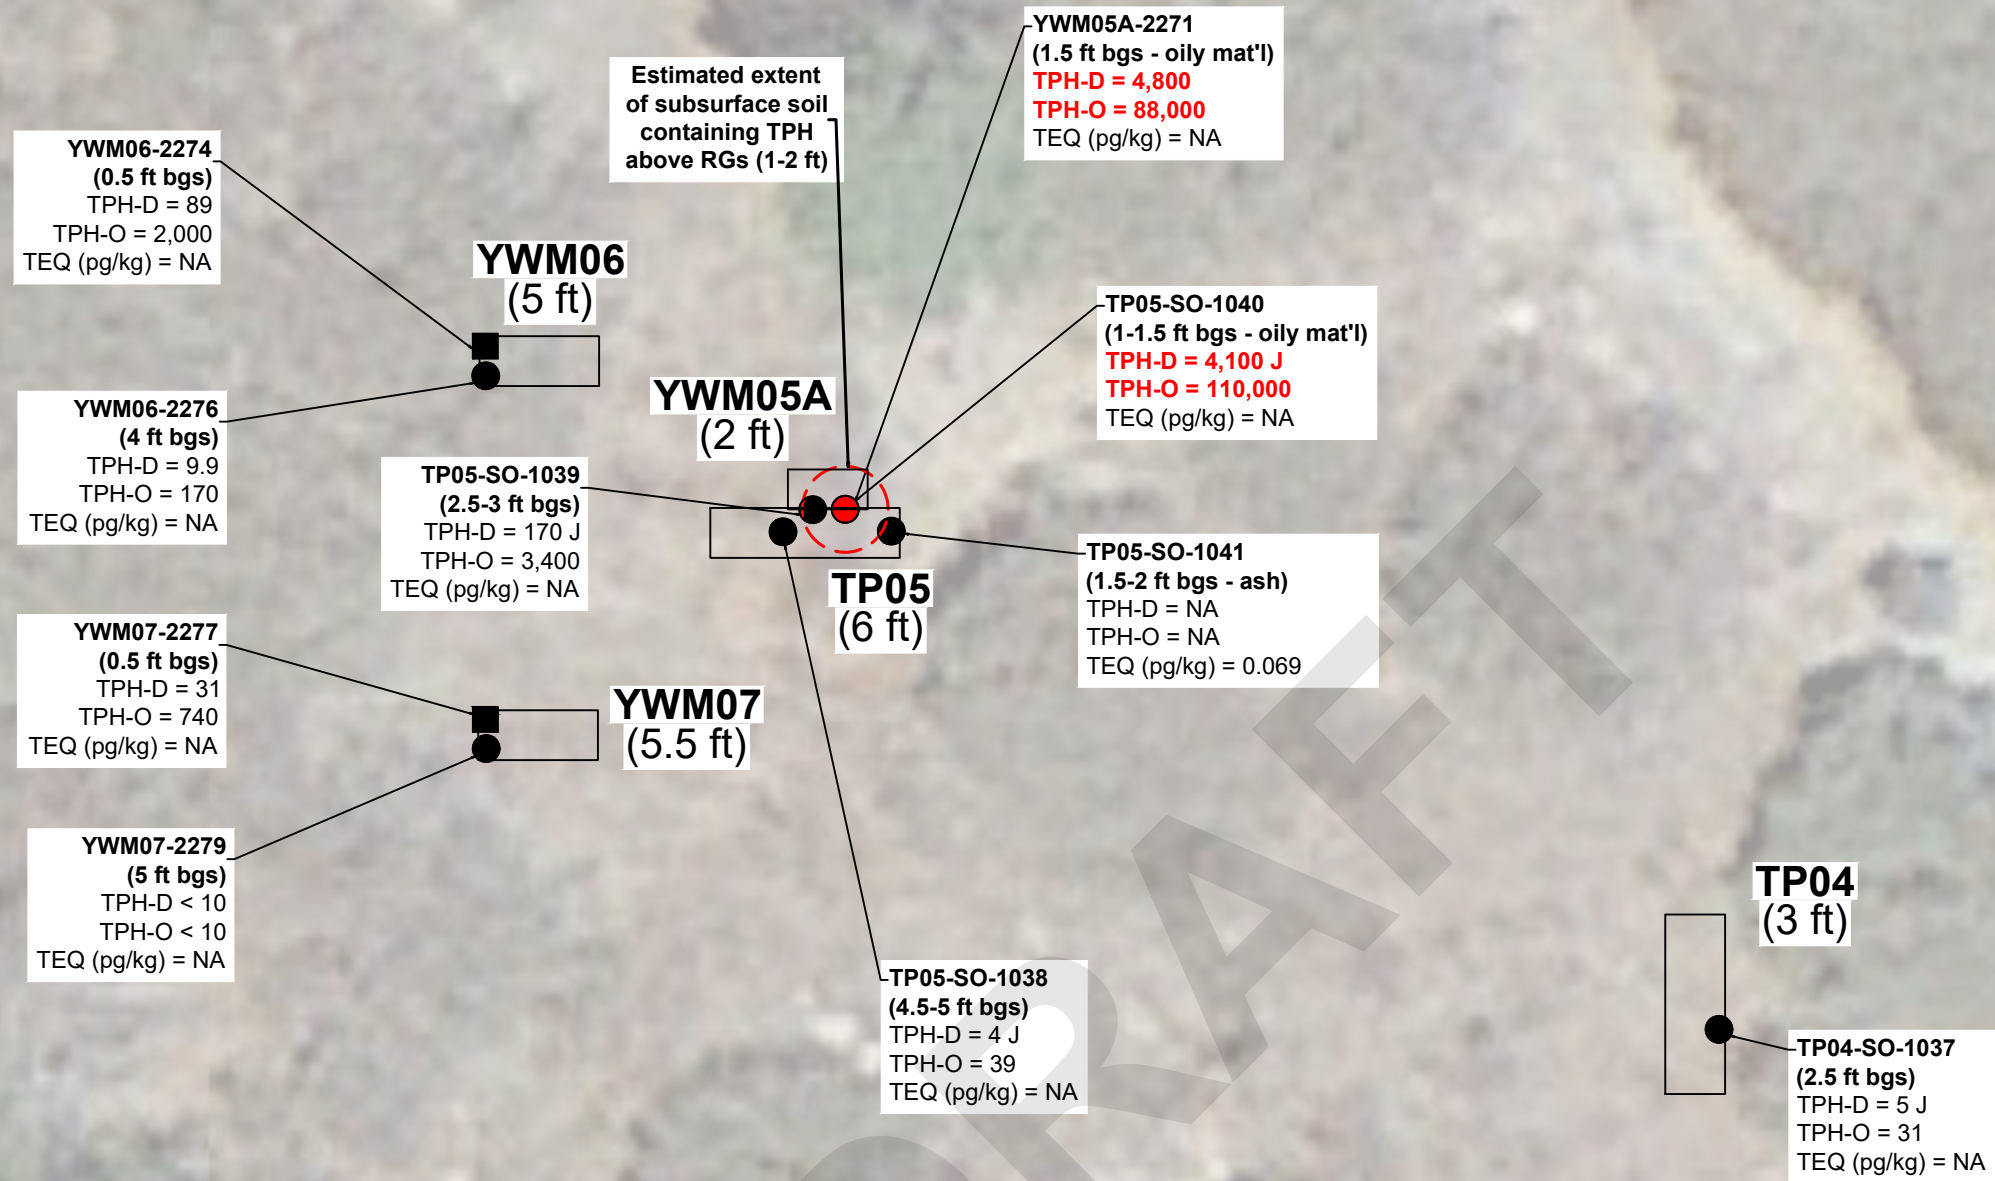 YWM05A-2271
(1.5 ft bgs - oily mat'l)
TPH-D = 4,800
TPH-O = 88,000
TEQ (pg/kg) = NA
Estimated extent
of subsurface soil
containing TPH
above RGs (1-2 ft)
YWM06-2274
(0.5 ft bgs)
TPH-D = 89
TPH-O = 2,000
TEQ (pg/kg) = NA
YWM06
(5 ft)
TP05-SO-1040
(1-1.5 ft bgs - oily mat'l)
TPH-D = 4,100 J
TPH-O = 110,000
TEQ (pg/kg) = NA
YWM06-2276
(4 ft bgs)
TPH-D = 9.9
TPH-O = 170
TEQ (pg/kg) = NA
YWM05A
(2 ft)
TP05-SO-1039
(2.5-3 ft bgs)
TPH-D = 170 J
TPH-O = 3,400
TEQ (pg/kg) = NA
TP05
(6 ft)
TP05-SO-1041
(1.5-2 ft bgs - ash)
TPH-D = NA
TPH-O = NA
TEQ (pg/kg) = 0.069
YWM07-2277
(0.5 ft bgs)
TPH-D = 31
TPH-O = 740
TEQ (pg/kg) = NA
YWM07
(5.5 ft)
YWM07-2279
(5 ft bgs)
TPH-D < 10
TPH-O < 10
TEQ (pg/kg) = NA
TP05-SO-1038
(4.5-5 ft bgs)
TPH-D = 4 J
TPH-O = 39
TEQ (pg/kg) = NA
TP04
(3 ft)
TP04-SO-1037
(2.5 ft bgs)
TPH-D = 5 J
TPH-O = 31
TEQ (pg/kg) = NA
DRAFT